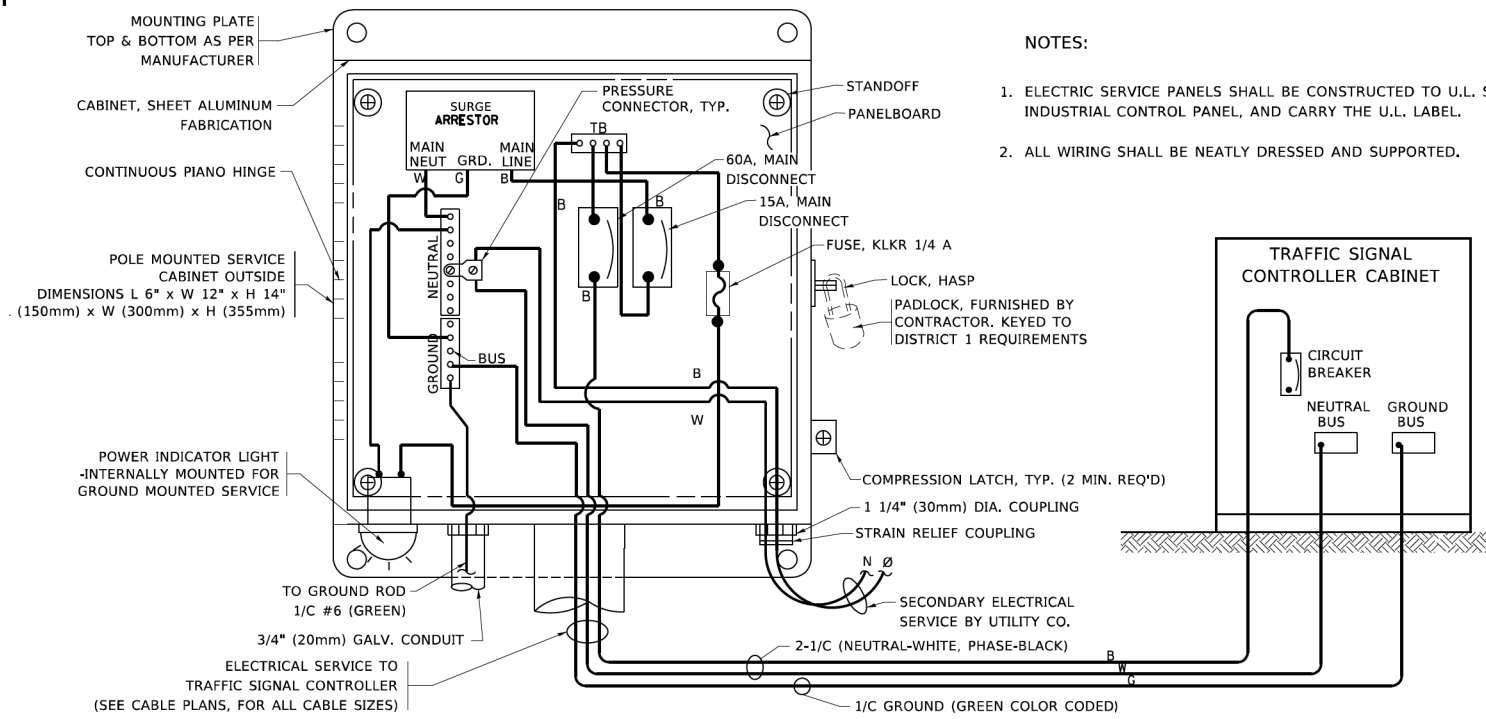 MOUNTING PLATE
TOP & BOTTOM AS PER
MANUFACTURER
CABINET, SHEET ALUMINUM
FABRICATION
CONTINUOUS PIANO HINGE
POLE MOUNTED SERVICE
CABINET OUTSIDE
DIMENSIONS L 6" x W 12" x H 14"
. (150mm) x W (300mm) x H (355mm)
POWER INDICATOR LIGHT
-INTERNALLY MOUNTED FOR
GROUND MOUNTED SERVICE
TO GROUND ROD
1/C #6 (GREEN)
3/4" (20mm) GALV. CONDUIT
ELECTRICAL SERVICE TO
TRAFFIC SIGNAL CONTROLLER
(SEE CABLE PLANS, FOR ALL CABLE SIZES)
SURGE
ARRESTOR
MAIN
NEUT
GRD.
MAIN
LINE
W
G
B
PRESSURE
CONNECTOR, TYP.
TB
60A, MAIN
DISCONNECT
15A, MAIN
DISCONNECT
B
B
B
NEUTRAL
GROUND
BUS
B
W
STANDOFF
PANELBOARD
FUSE, KLKR 1/4 A
LOCK, HASP
PADLOCK, FURNISHED BY
CONTRACTOR. KEYED TO
DISTRICT 1 REQUIREMENTS
COMPRESSION LATCH, TYP. (2 MIN. REQ'D)
1 1/4" (30mm) DIA. COUPLING
STRAIN RELIEF COUPLING
N Ø
SECONDARY ELECTRICAL
SERVICE BY UTILITY CO.
2-1/C (NEUTRAL-WHITE, PHASE-BLACK)
B
W
G
1/C GROUND (GREEN COLOR CODED)
NOTES:
1. ELECTRIC SERVICE PANELS SHALL BE CONSTRUCTED TO U.L.
INDUSTRIAL CONTROL PANEL, AND CARRY THE U.L. LABEL.
2. ALL WIRING SHALL BE NEATLY DRESSED AND SUPPORTED.
TRAFFIC SIGNAL
CONTROLLER CABINET
CIRCUIT
BREAKER
NEUTRAL
BUS
GROUND
BUS